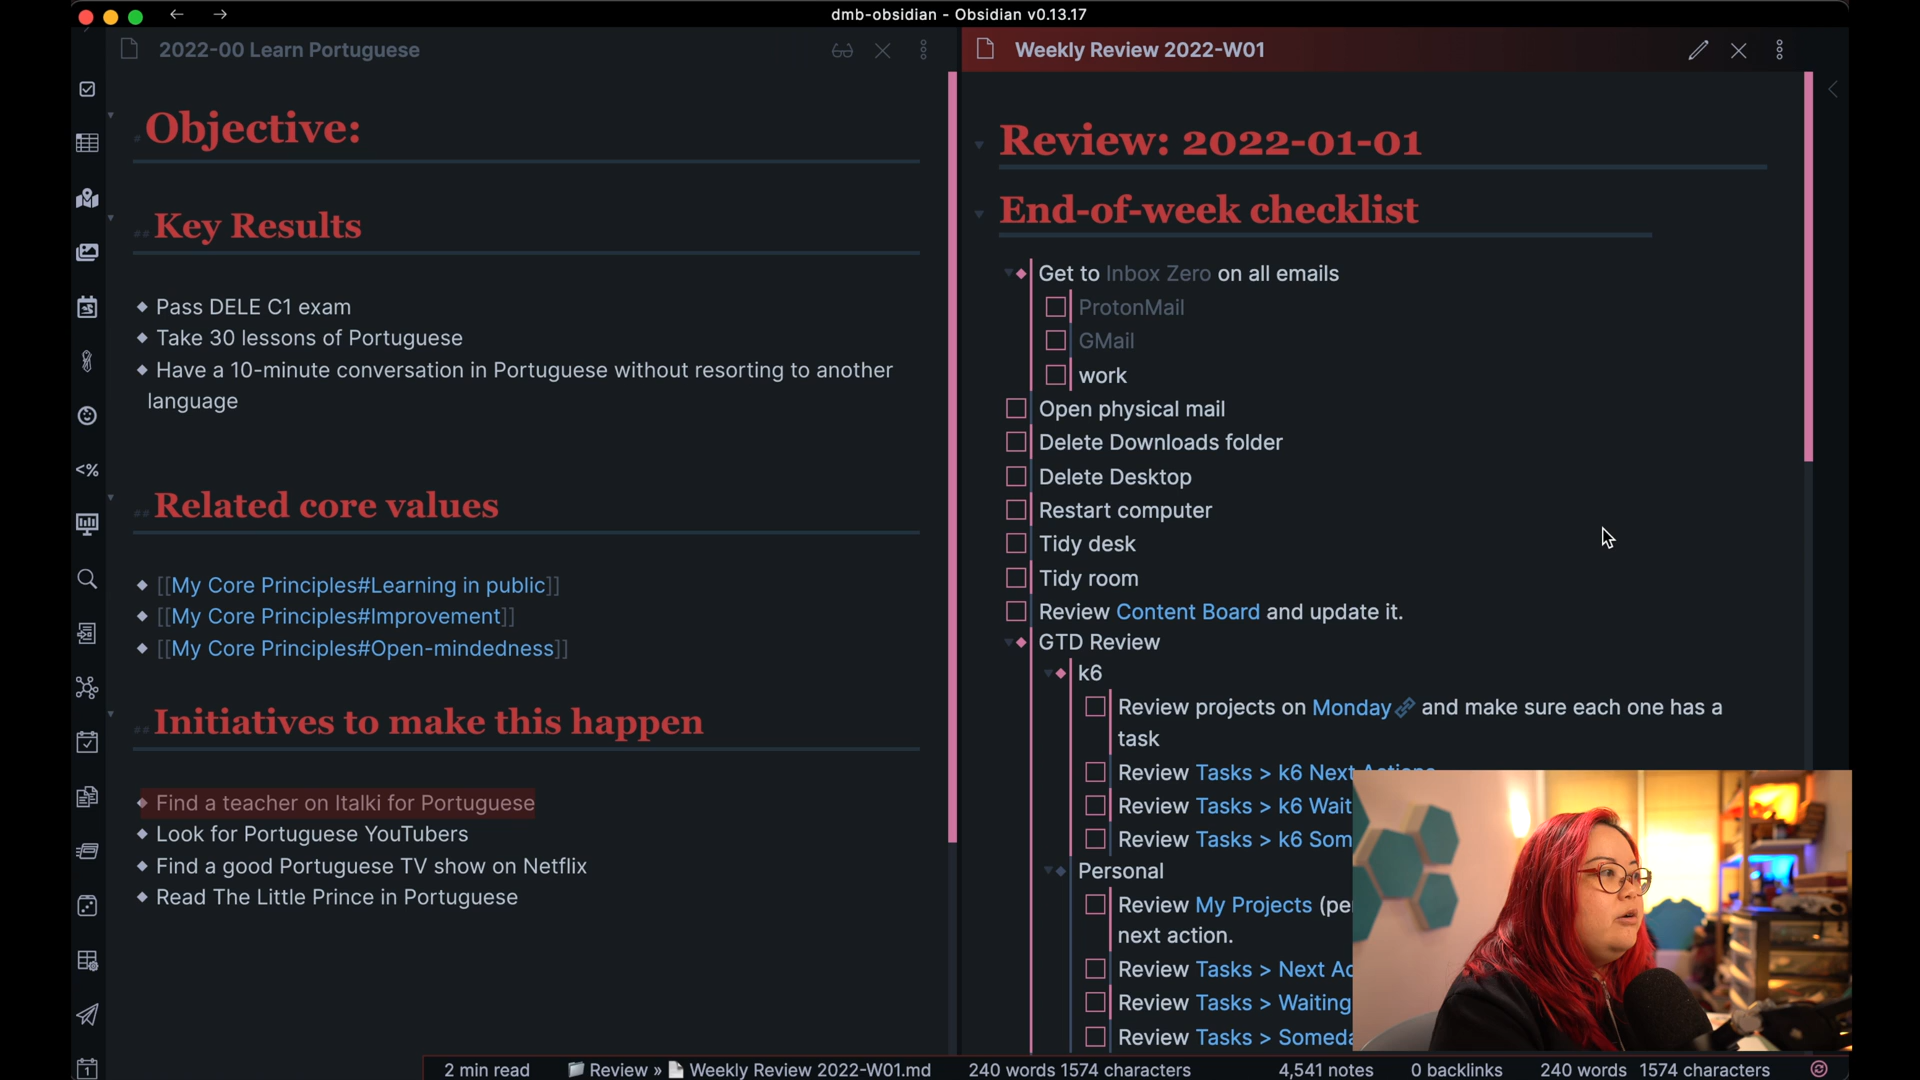 dmb-obsidian - Obsidian v0.13.17
2022-00 Learn Portuguese
# Objective:
## Key Results
Pass DELE C1 exam
Take 30 lessons of Portuguese
Have a 10-minute conversation in Portuguese without resorting to another
language
## Related core values
[[My Core Principles#Learning in public]]
[[My Core Principles#Improvement]]
[[My Core Principles#Open-mindedness]]
## Initiatives to make this happen
Find a teacher on Italki for Portuguese
Look for Portuguese YouTubers
Find a good Portuguese TV show on Netflix
Read The Little Prince in Portuguese
Weekly Review 2022-W01
Review: 2022-01-01
End-of-week checklist
Get to Inbox Zero on all emails
ProtonMail
GMail
work
Open physical mail
Delete Downloads folder
Delete Desktop
Restart computer
Tidy desk
Tidy room
Review Content Board and update it.
GTD Review
k6
Review projects on Monday and make sure each one has a
task
Review Tasks > k6 Next Actions
Review Tasks > k6 Wait
Review Tasks > k6 Som
Personal
Review My Projects (pe
next action.
Review Tasks > Next Ac
Review Tasks > Waiting
Review Tasks > Someda
<%
1
2 min read
Review » Weekly Review 2022-W01.md
240 words 1574 characters
4,541 notes
0 backlinks
240 words 1574 characters